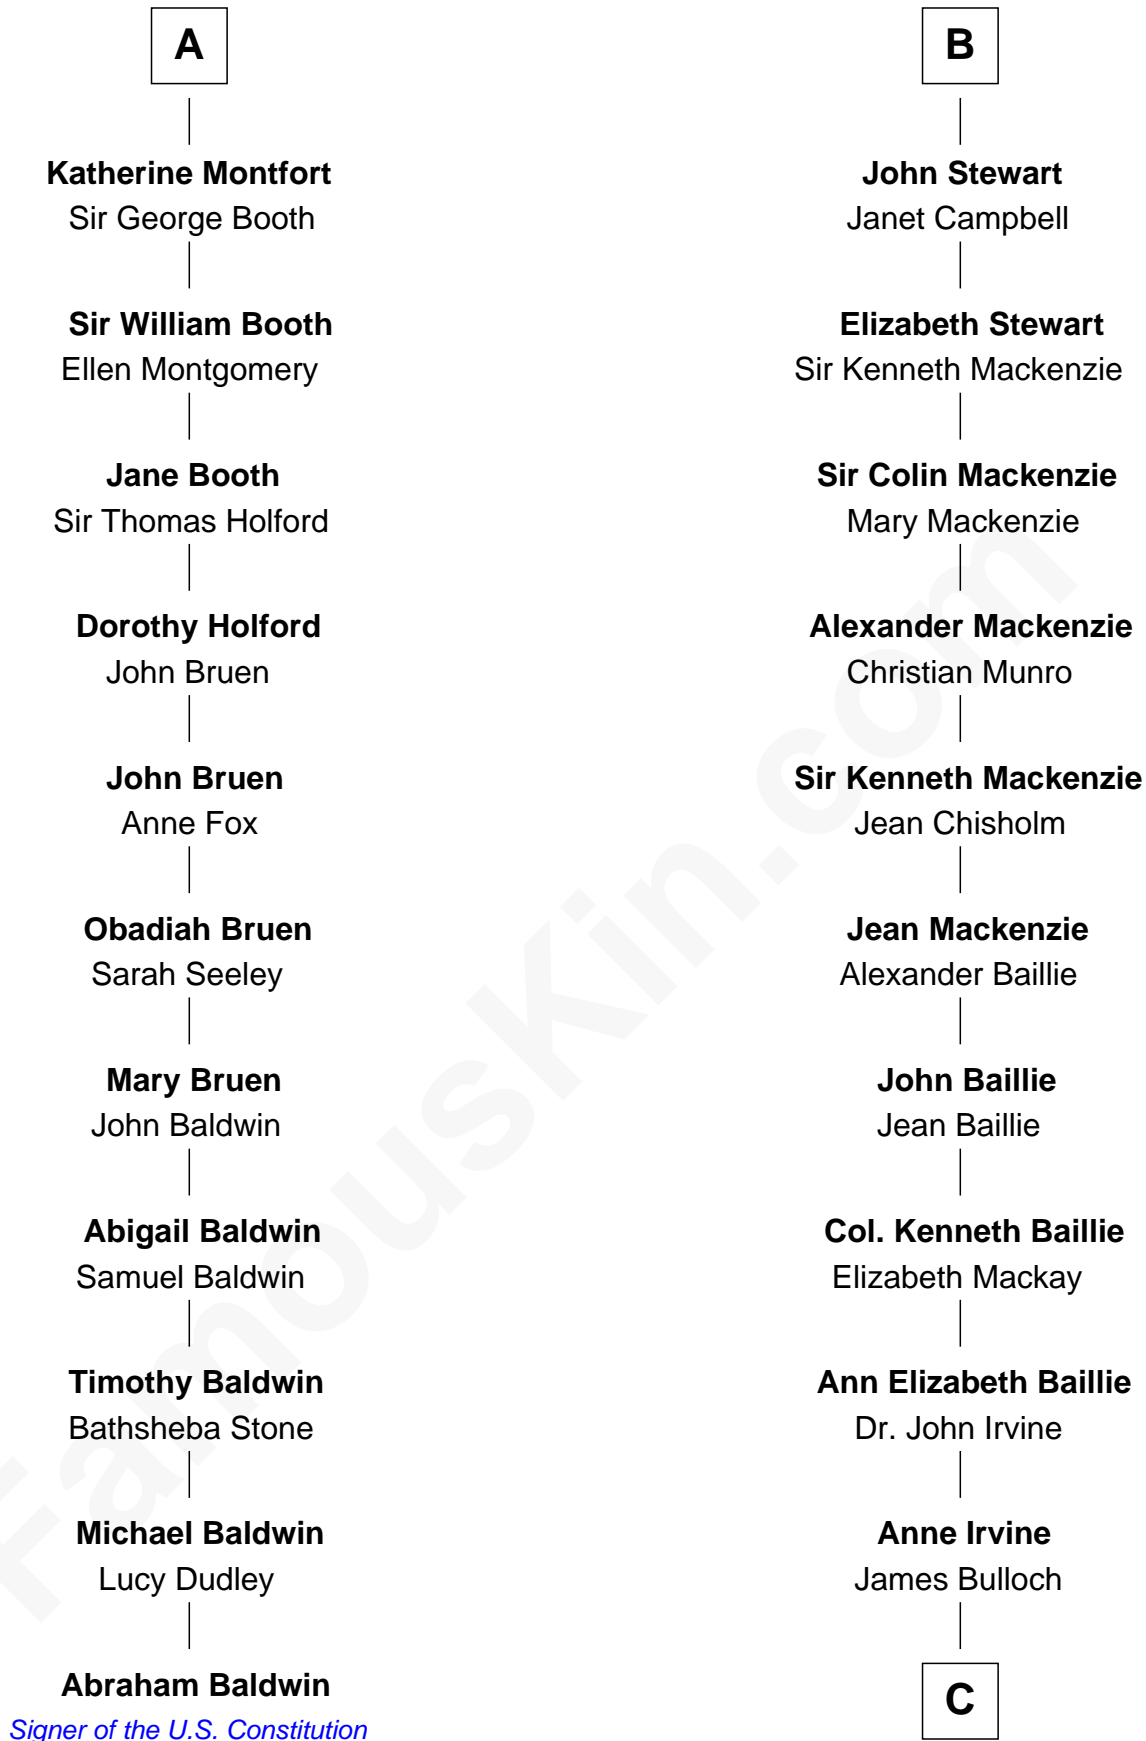 A
Katherine Montfort
Sir George Booth
Sir William Booth
Ellen Montgomery
Jane Booth
Sir Thomas Holford
Dorothy Holford
John Bruen
John Bruen
Anne Fox
Obadiah Bruen
Sarah Seeley
Mary Bruen
John Baldwin
Abigail Baldwin
Samuel Baldwin
Timothy Baldwin
Bathsheba Stone
Michael Baldwin
Lucy Dudley
Abraham Baldwin
Signer of the U.S. Constitution
B
John Stewart
Janet Campbell
Elizabeth Stewart
Sir Kenneth Mackenzie
Sir Colin Mackenzie
Mary Mackenzie
Alexander Mackenzie
Christian Munro
Sir Kenneth Mackenzie
Jean Chisholm
Jean Mackenzie
Alexander Baillie
John Baillie
Jean Baillie
Col. Kenneth Baillie
Elizabeth Mackay
Ann Elizabeth Baillie
Dr. John Irvine
Anne Irvine
James Bulloch
C
FamousKin.com